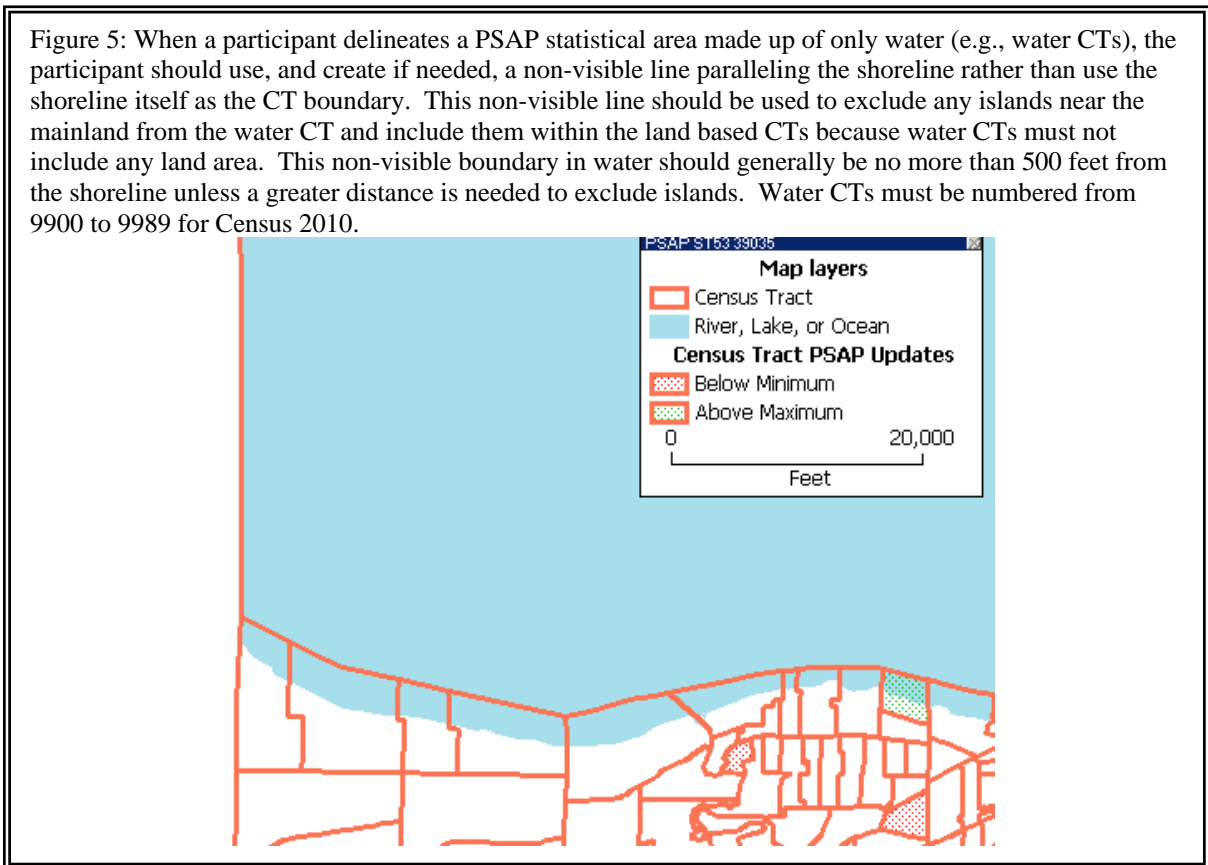 Figure 5: When a participant delineates a PSAP statistical area made up of only water (e.g., water CTs), the
participant should use, and create if needed, a non-visible line paralleling the shoreline rather than use the
shoreline itself as the CT boundary.  This non-visible line should be used to exclude any islands near the
mainland from the water CT and include them within the land based CTs because water CTs must not
include any land area.  This non-visible boundary in water should generally be no more than 500 feet from
the shoreline unless a greater distance is needed to exclude islands.  Water CTs must be numbered from
9900 to 9989 for Census 2010.
PSAP ST53 39035
Map layers
Census Tract
River, Lake, or Ocean
Census Tract PSAP Updates
Below Minimum
Above Maximum
0 20,000
Feet